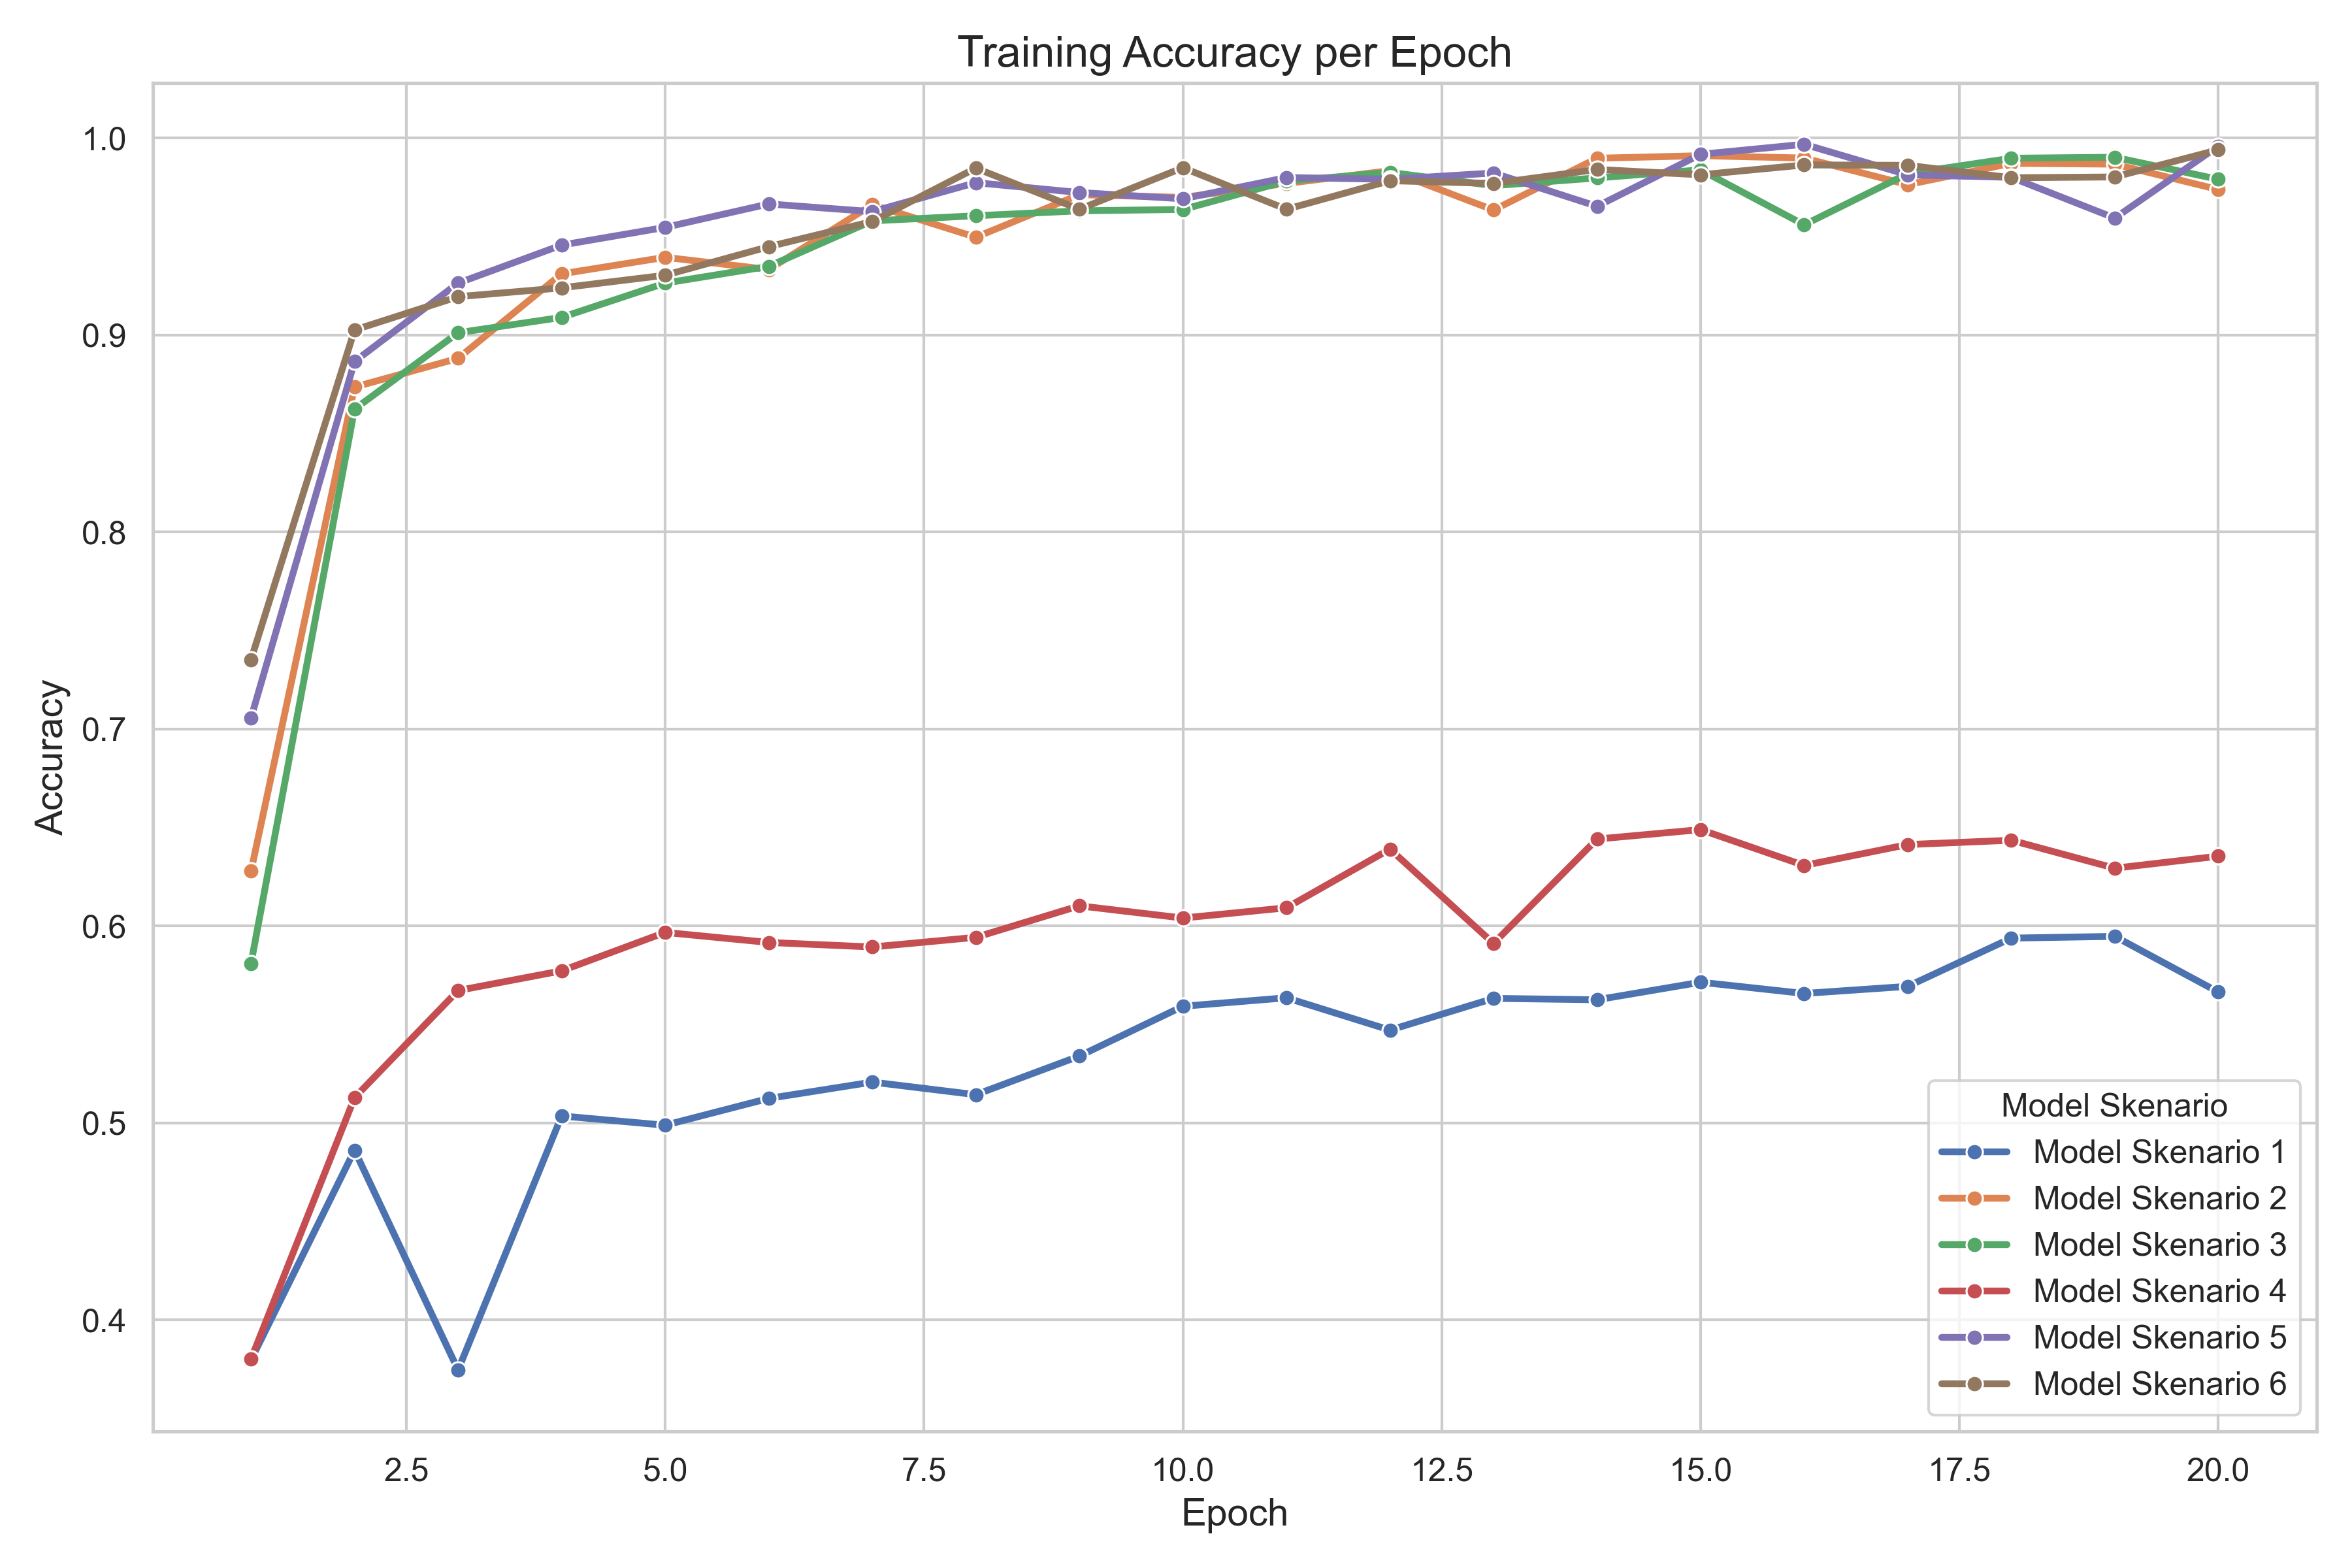 Training Accuracy per Epoch
1.0
0.9
0.8
0.7
0.6
0.5
0.4
Accuracy
2.5 5.0 7.5 10.0 12.5 15.0 17.5 20.0
Epoch
Model Skenario
Model Skenario 1
Model Skenario 2
Model Skenario 3
Model Skenario 4
Model Skenario 5
Model Skenario 6